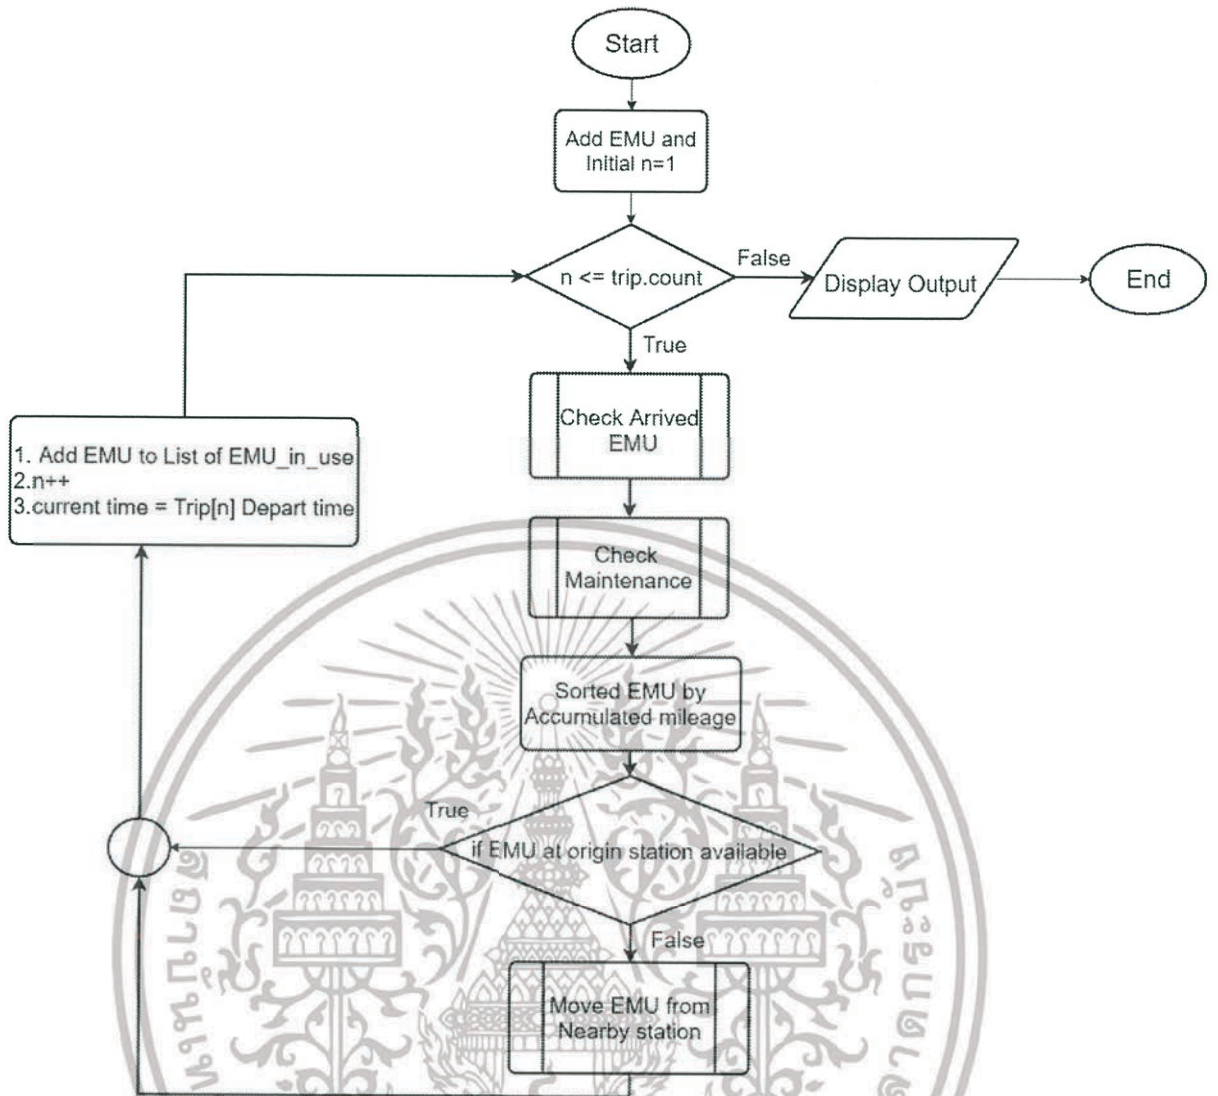 Start
Add EMU and
Initial n=1
n <= trip.count
False
Display Output
End
True
Check Arrived
EMU
1. Add EMU to List of EMU_in_use
2.n++
3.current time = Trip[n] Depart time
Check
Maintenance
Sorted EMU by
Accumulated mileage
True
if EMU at origin station available
False
Move EMU from
Nearby station